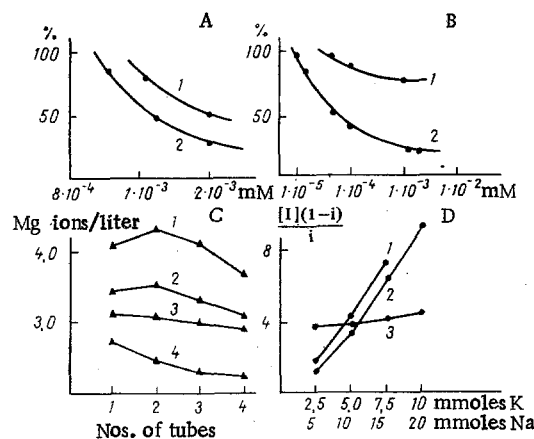 A
%
100
50
1
2
8·10⁻⁴ 1·10⁻³ 2·10⁻³ mM
B
%
100
50
1
2
1·10⁻⁵ 1·10⁻⁴ 1·10⁻³ 1·10⁻² mM
Mg ions/liter
C
4,0
3,0
1
2
3
4
1 2 3 4
Nos. of tubes
[I](1-i)
i
D
8
4
0
1
2
3
2,5 5,0 7,5 10 mmoles K
5 10 15 20 mmoles Na